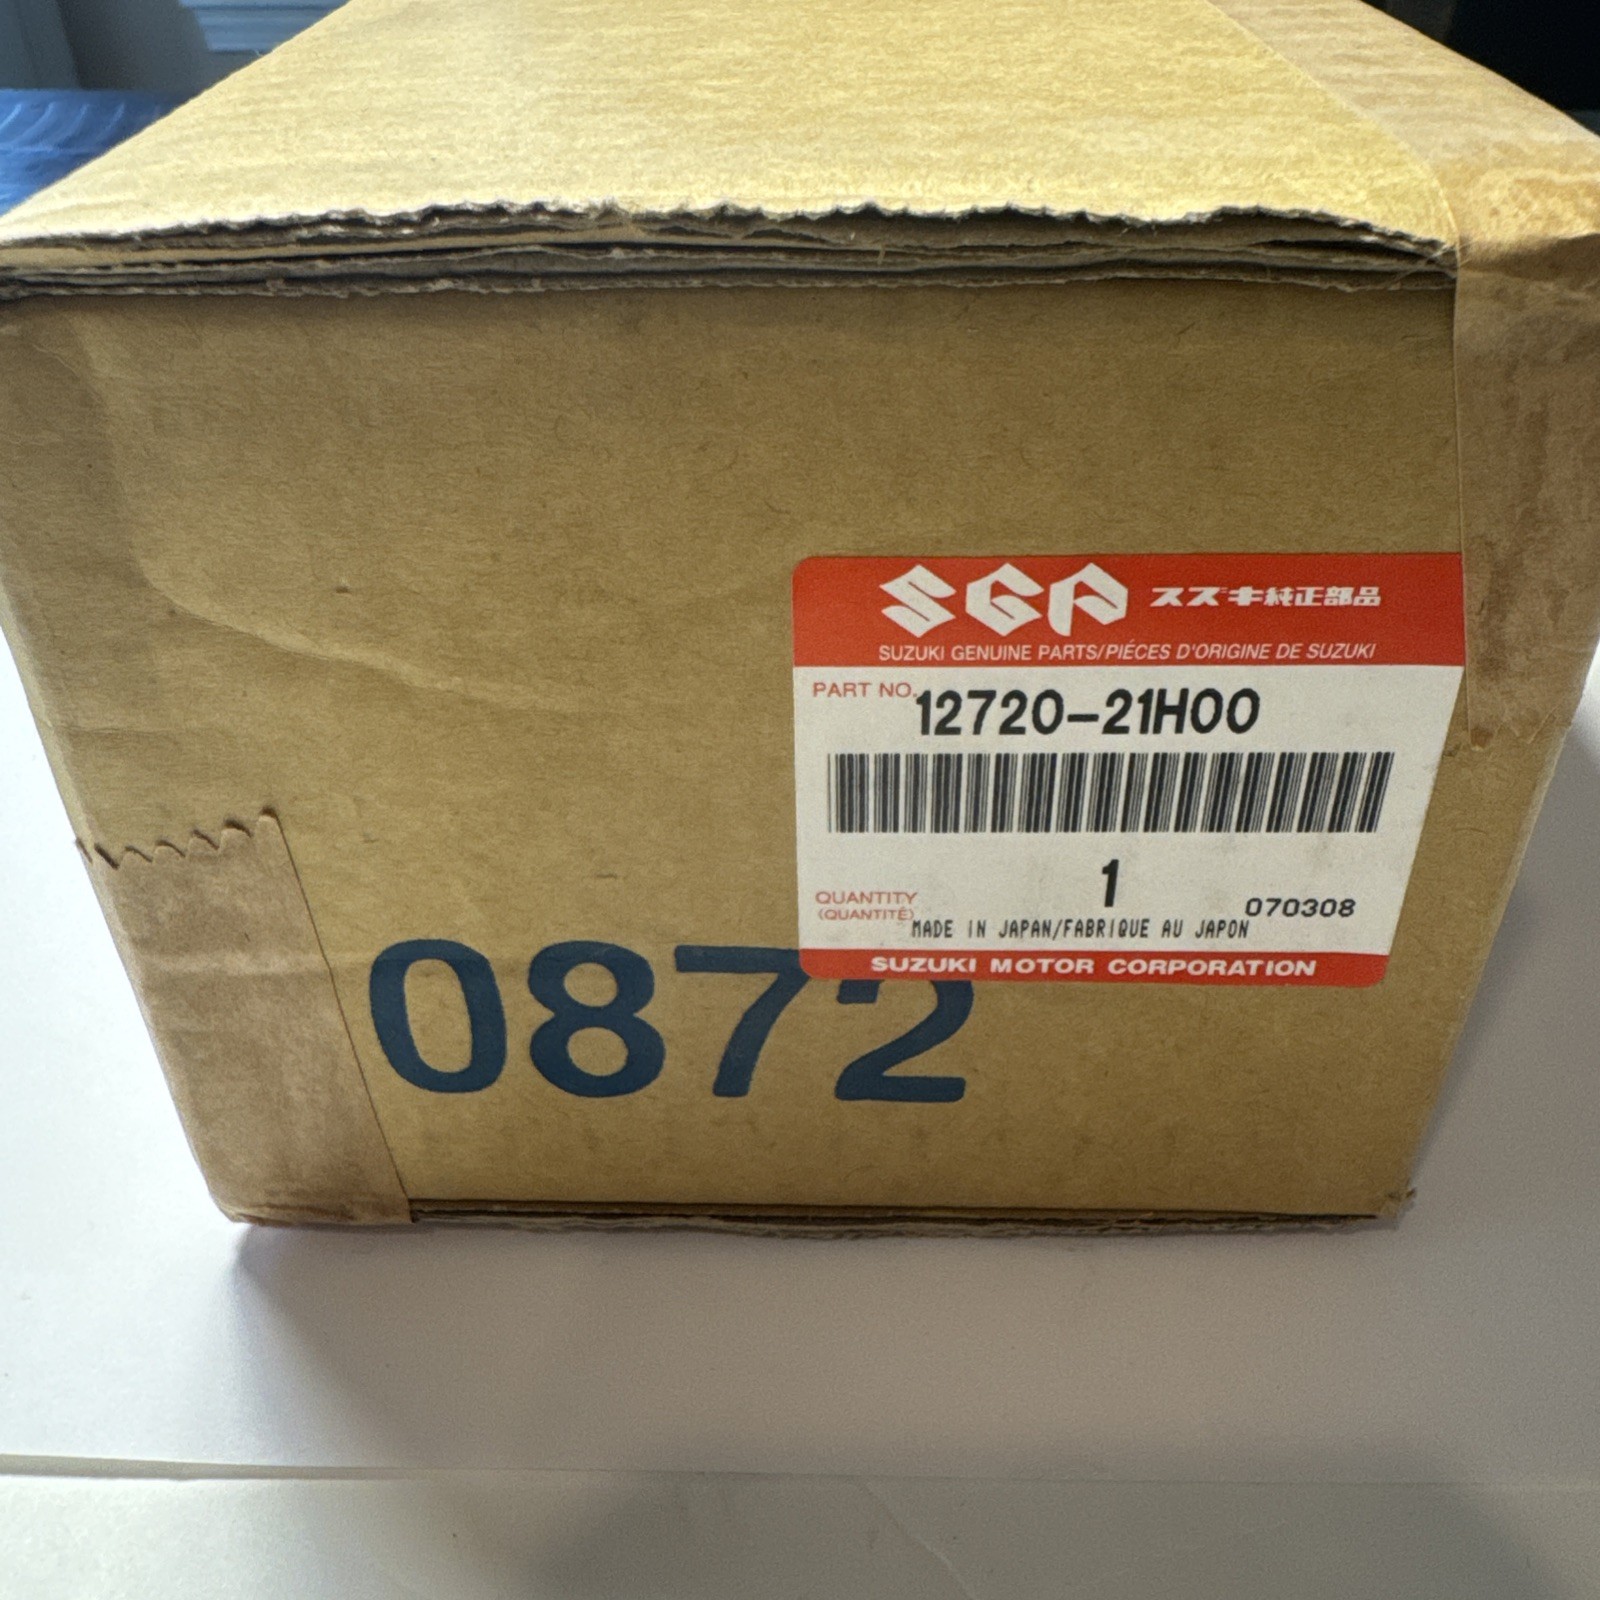 SGP スズキ純正部品
SUZUKI GENUINE PARTS/PIÉCES D'ORIGINE DE SUZUKI
PART NO. 12720-21H00
1
QUANTITY
(QUANTITÉ)
070308
MADE IN JAPAN/FABRIQUE AU JAPON
SUZUKI MOTOR CORPORATION
0872